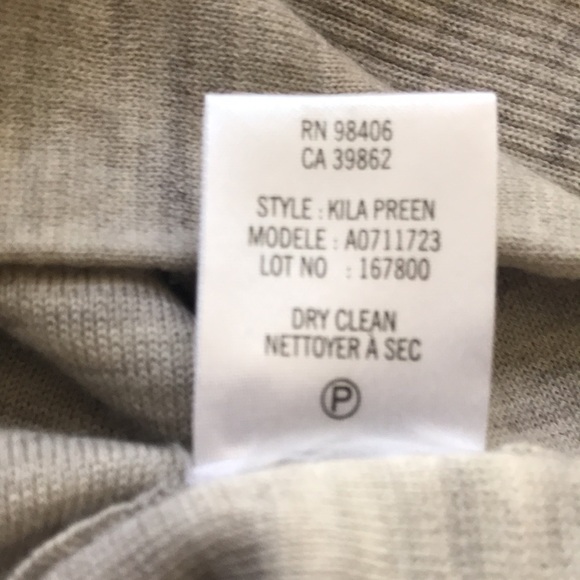 RN 98406
CA 39862
STYLE : KILA PREEN
MODELE : A0711723
LOT NO : 167800
DRY CLEAN
NETTOYER À SEC
P